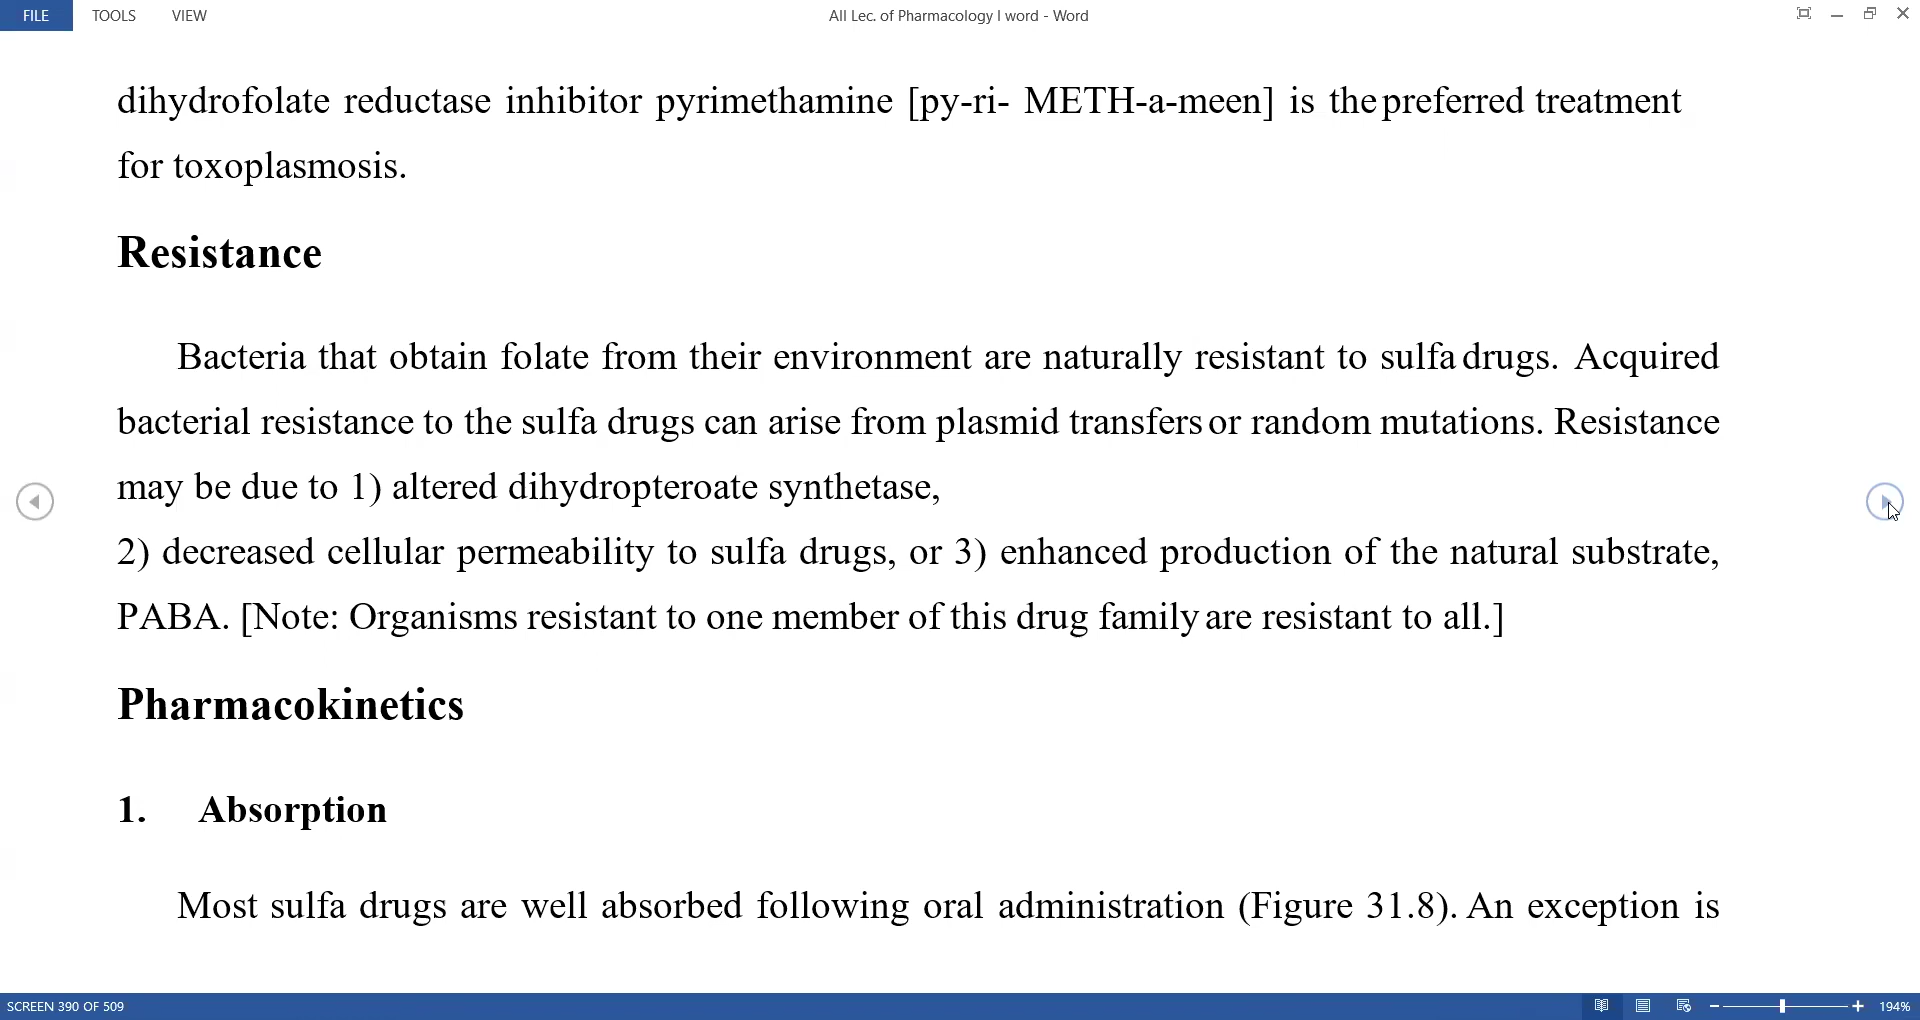 FILE TOOLS VIEW All Lec. of Pharmacology I word - Word
dihydrofolate reductase inhibitor pyrimethamine [py-ri- METH-a-meen] is the preferred treatment
for toxoplasmosis.
Resistance
Bacteria that obtain folate from their environment are naturally resistant to sulfa drugs. Acquired
bacterial resistance to the sulfa drugs can arise from plasmid transfers or random mutations. Resistance
may be due to 1) altered dihydropteroate synthetase,
2) decreased cellular permeability to sulfa drugs, or 3) enhanced production of the natural substrate,
PABA. [Note: Organisms resistant to one member of this drug family are resistant to all.]
Pharmacokinetics
1. Absorption
Most sulfa drugs are well absorbed following oral administration (Figure 31.8). An exception is
SCREEN 390 OF 509 194%